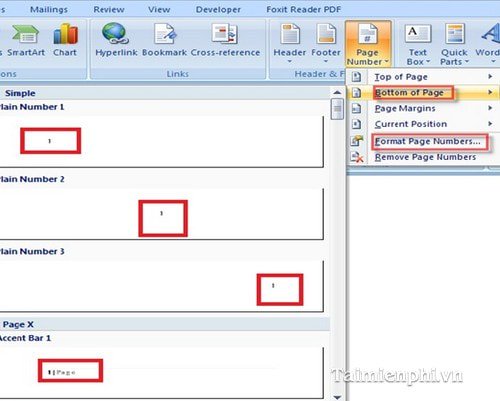 es Mailings Review View Developer Foxit Reader PDF
SmartArt Chart Hyperlink Bookmark Cross-reference Header Footer Page Number Text Box Quick Parts Word
ons Links Header & F
Top of Page
Bottom of Page
Page Margins
Current Position
Format Page Numbers...
Remove Page Numbers
Simple
Plain Number 1
1
Plain Number 2
1
Plain Number 3
1
Page X
Accent Bar 1
1|Page
Taimienphi.vn